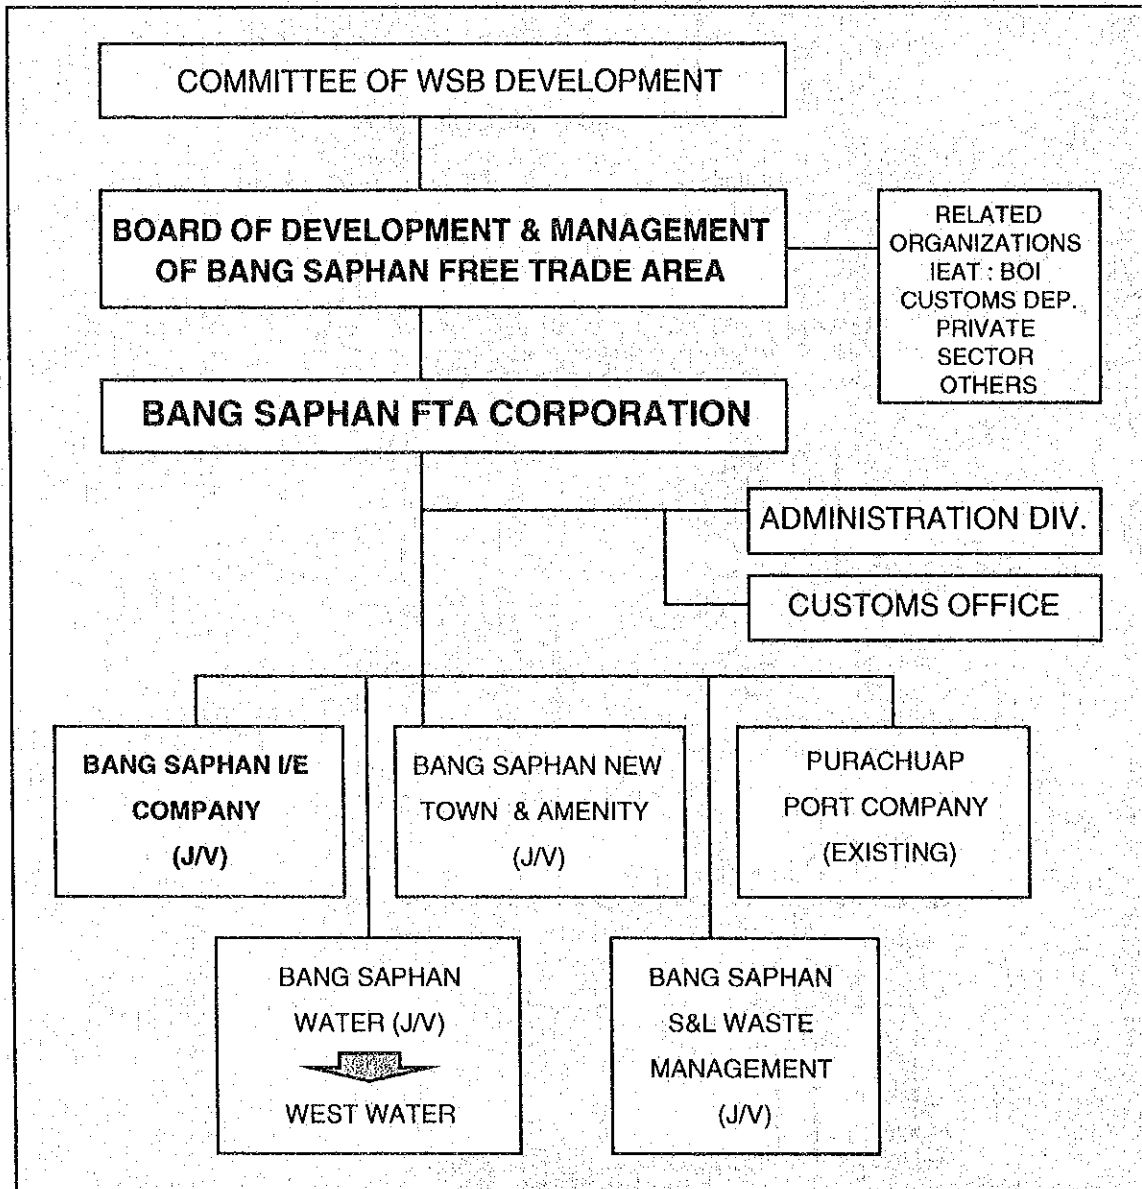 COMMITTEE OF WSB DEVELOPMENT
BOARD OF DEVELOPMENT & MANAGEMENT
OF BANG SAPHAN FREE TRADE AREA
RELATED
ORGANIZATIONS
IEAT : BOI
CUSTOMS DEP.
PRIVATE
SECTOR
OTHERS
BANG SAPHAN FTA CORPORATION
ADMINISTRATION DIV.
CUSTOMS OFFICE
BANG SAPHAN I/E
COMPANY
(J/V)
BANG SAPHAN NEW
TOWN & AMENITY
(J/V)
PURACHUAP
PORT COMPANY
(EXISTING)
BANG SAPHAN
WATER (J/V)
WEST WATER
BANG SAPHAN
S&L WASTE
MANAGEMENT
(J/V)